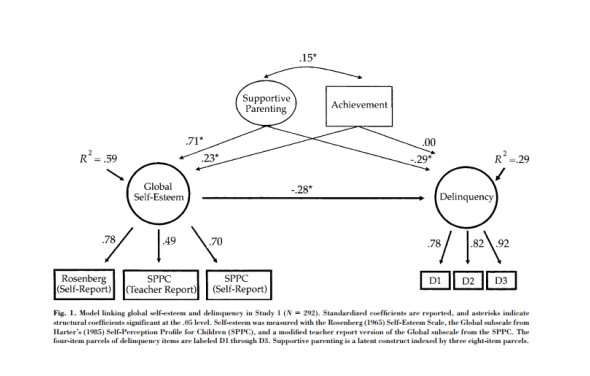 .15*
Supportive
Parenting
Achievement
.71*
.23*
.00
-.29*
R² = .59
R² =.29
Global
Self-Esteem
-.28*
Delinquency
.78
.49
.70
.78
.82
.92
Rosenberg
(Self-Report)
SPPC
(Teacher Report)
SPPC
(Self-Report)
D1
D2
D3
Fig. 1. Model linking global self-esteem and delinquency in Study 1 (N = 292). Standardized coefficients are reported, and asterisks indicate
structural coefficients significant at the .05 level. Self-esteem was measured with the Rosenberg (1965) Self-Esteem Scale, the Global subscale from
Harter's (1985) Self-Perception Profile for Children (SPPC), and a modified teacher report version of the Global subscale from the SPPC. The
four-item parcels of delinquency items are labeled D1 through D3. Supportive parenting is a latent construct indexed by three eight-item parcels.